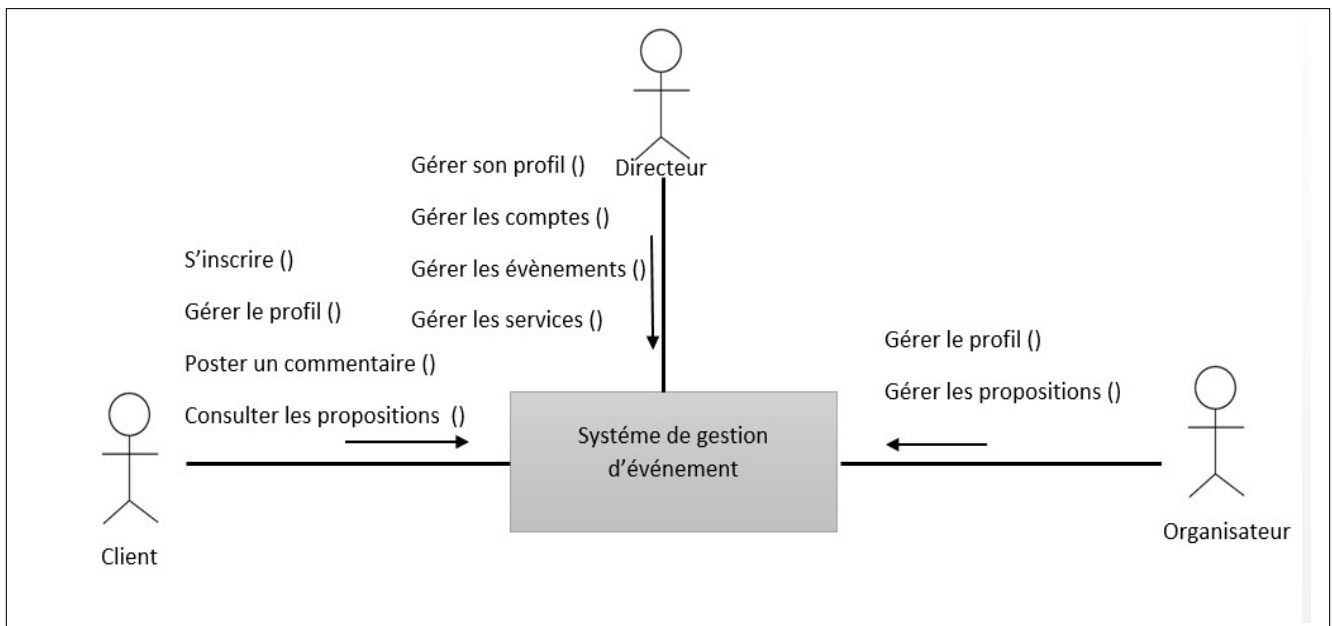 Directeur
Gérer son profil ()
Gérer les comptes ()
Gérer les évènements ()
Gérer les services ()
S'inscrire ()
Gérer le profil ()
Poster un commentaire ()
Consulter les propositions ()
Client
Systéme de gestion
d'événement
Gérer le profil ()
Gérer les propositions ()
Organisateur